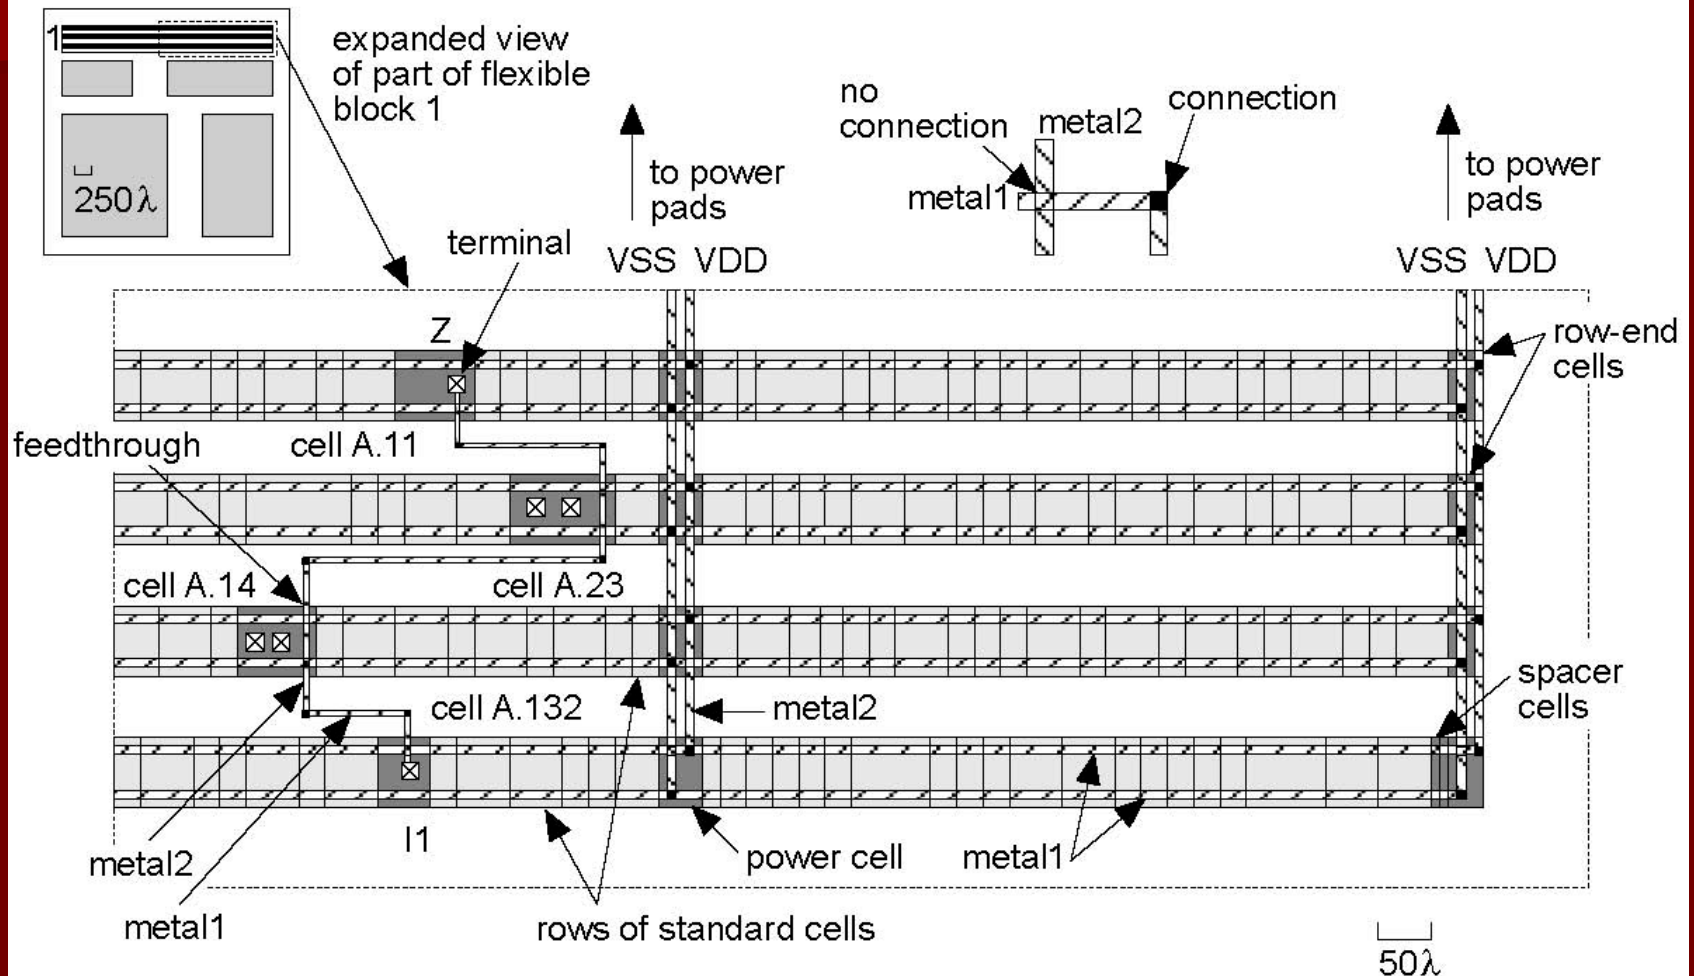 1
expanded view
of part of flexible
block 1
250λ
no
connection
metal2
connection
metal1
to power
pads
to power
pads
terminal
VSS VDD
VSS VDD
Z
row-end
cells
feedthrough
cell A.11
cell A.14
cell A.23
spacer
cells
cell A.132
metal2
I1
metal2
power cell
metal1
metal1
rows of standard cells
50λ